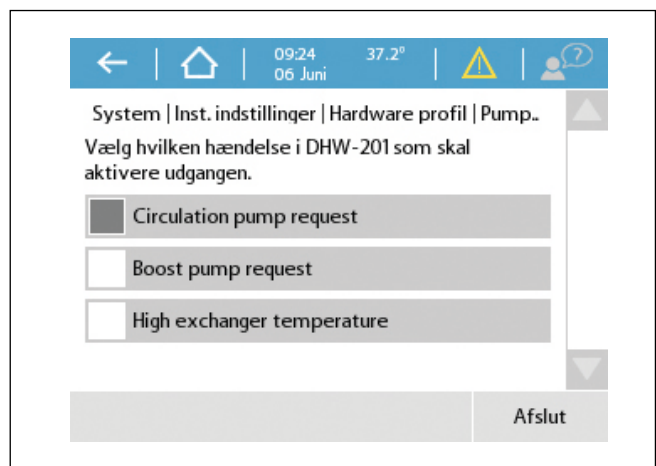 09:24 37.2°
06 Juni
?
System | Inst. indstillinger | Hardware profil | Pump..
Vælg hvilken hændelse i DHW-201 som skal
aktivere udgangen.
Circulation pump request
Boost pump request
High exchanger temperature
Afslut